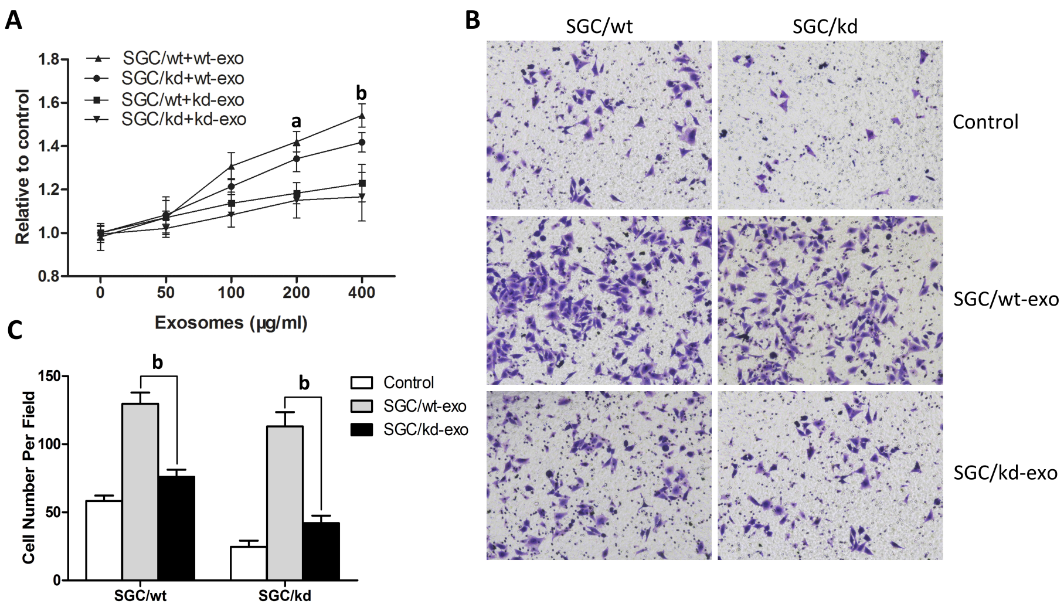 A
1.8
1.6
1.4
1.2
1.0
0.8
Relative to control
SGC/wt+wt-exo
SGC/kd+wt-exo
SGC/wt+kd-exo
SGC/kd+kd-exo
a
b
0 50 100 200 400
Exosomes (µg/ml)
B
SGC/wt SGC/kd
Control
SGC/wt-exo
SGC/kd-exo
C
150
100
50
0
Cell Number Per Field
b
b
Control
SGC/wt-exo
SGC/kd-exo
SGC/wt SGC/kd